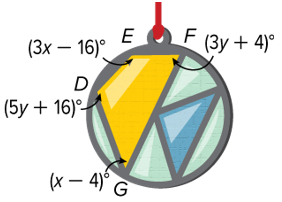 E F
(3x − 16)° (3y + 4)°
D
(5y + 16)°
(x − 4)°
G